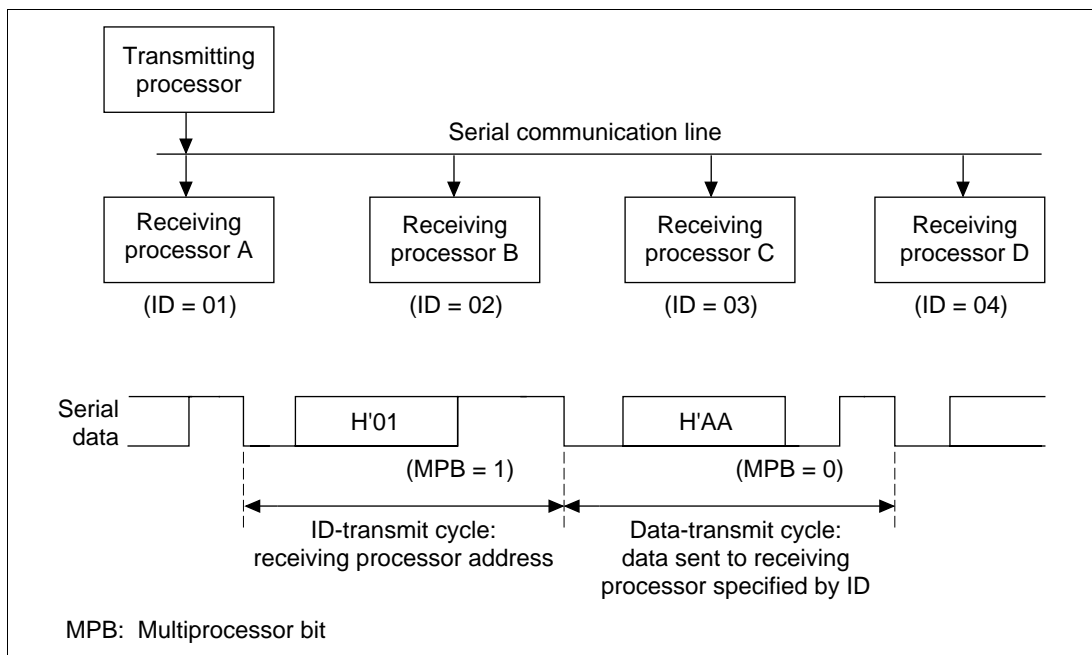 Transmitting
processor
Serial communication line
Receiving
processor A
Receiving
processor B
Receiving
processor C
Receiving
processor D
(ID = 01)
(ID = 02)
(ID = 03)
(ID = 04)
Serial
data
H'01
H'AA
(MPB = 1)
(MPB = 0)
ID-transmit cycle:
receiving processor address
Data-transmit cycle:
data sent to receiving
processor specified by ID
MPB: Multiprocessor bit